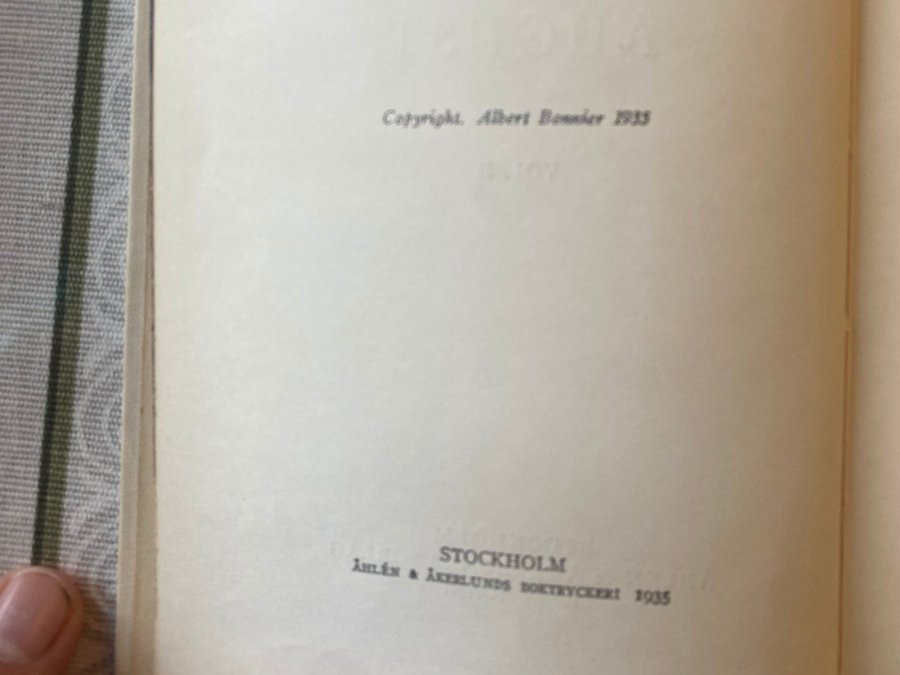 Copyright. Albert Bonnier 1935
STOCKHOLM
ÅHLÉN & ÅKERLUNDS BOKTRYCKERI 1935